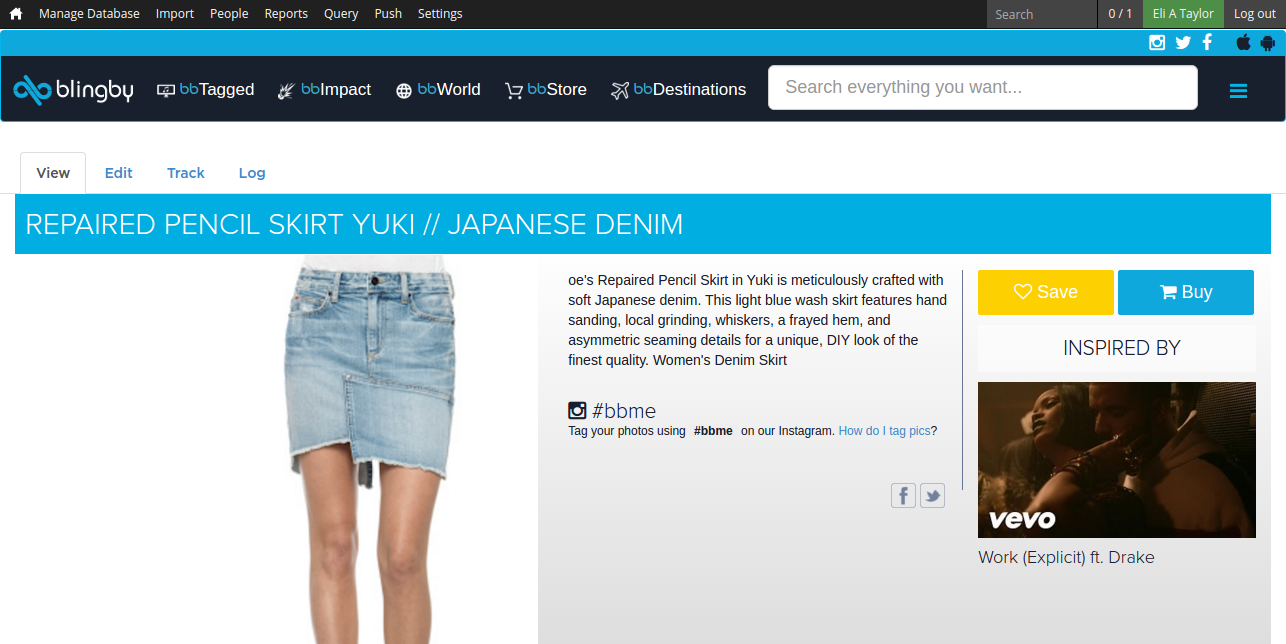 Manage Database Import People Reports Query Push Settings Search 0 / 1 Eli A Taylor Log out
blingby bbTagged bbImpact bbWorld bbStore bbDestinations Search everything you want...
View Edit Track Log
REPAIRED PENCIL SKIRT YUKI // JAPANESE DENIM
oe's Repaired Pencil Skirt in Yuki is meticulously crafted with
soft Japanese denim. This light blue wash skirt features hand
sanding, local grinding, whiskers, a frayed hem, and
asymmetric seaming details for a unique, DIY look of the
finest quality. Women's Denim Skirt
#bbme
Tag your photos using #bbme on our Instagram. How do I tag pics?
Save Buy
INSPIRED BY
vevo
Work (Explicit) ft. Drake